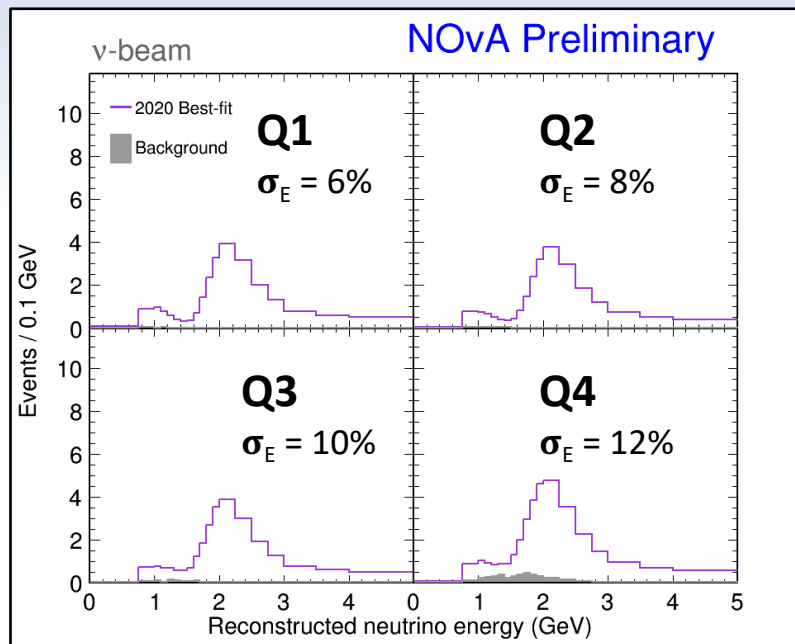 ν-beam
NOvA Preliminary
2020 Best-fit
Background
Q1
σE = 6%
Q2
σE = 8%
Q3
σE = 10%
Q4
σE = 12%
10
8
6
4
2
0
10
8
6
4
2
0
0 1 2 3 4 0 1 2 3 4 5
Events / 0.1 GeV
Reconstructed neutrino energy (GeV)